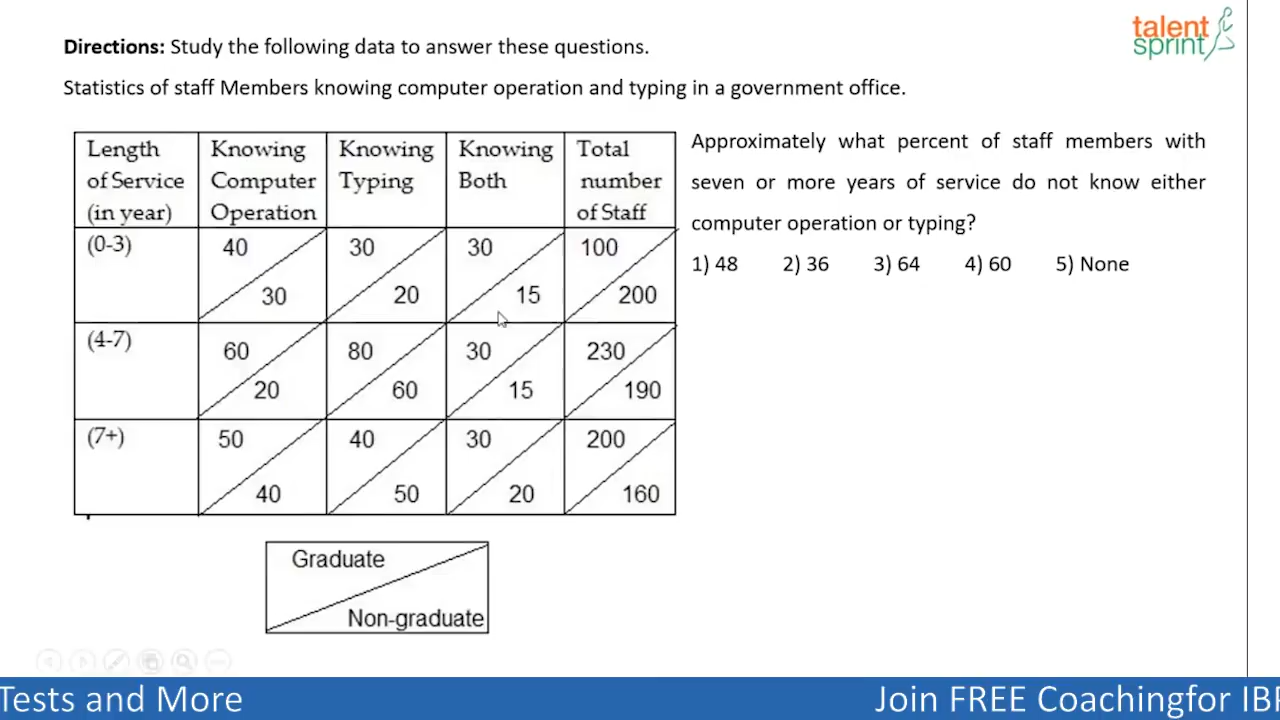 talent
sprint
Directions: Study the following data to answer these questions.
Statistics of staff Members knowing computer operation and typing in a government office.
Length of Service (in year) Knowing Computer Operation Knowing Typing Knowing Both Total number of Staff
(0-3) 40 30 30 20 30 15 100 200
(4-7) 60 20 80 60 30 15 230 190
(7+) 50 40 40 50 30 20 200 160
Graduate
Non-graduate
Approximately what percent of staff members with
seven or more years of service do not know either
computer operation or typing?
1) 48 2) 36 3) 64 4) 60 5) None
Tests and More
Join FREE Coachingfor